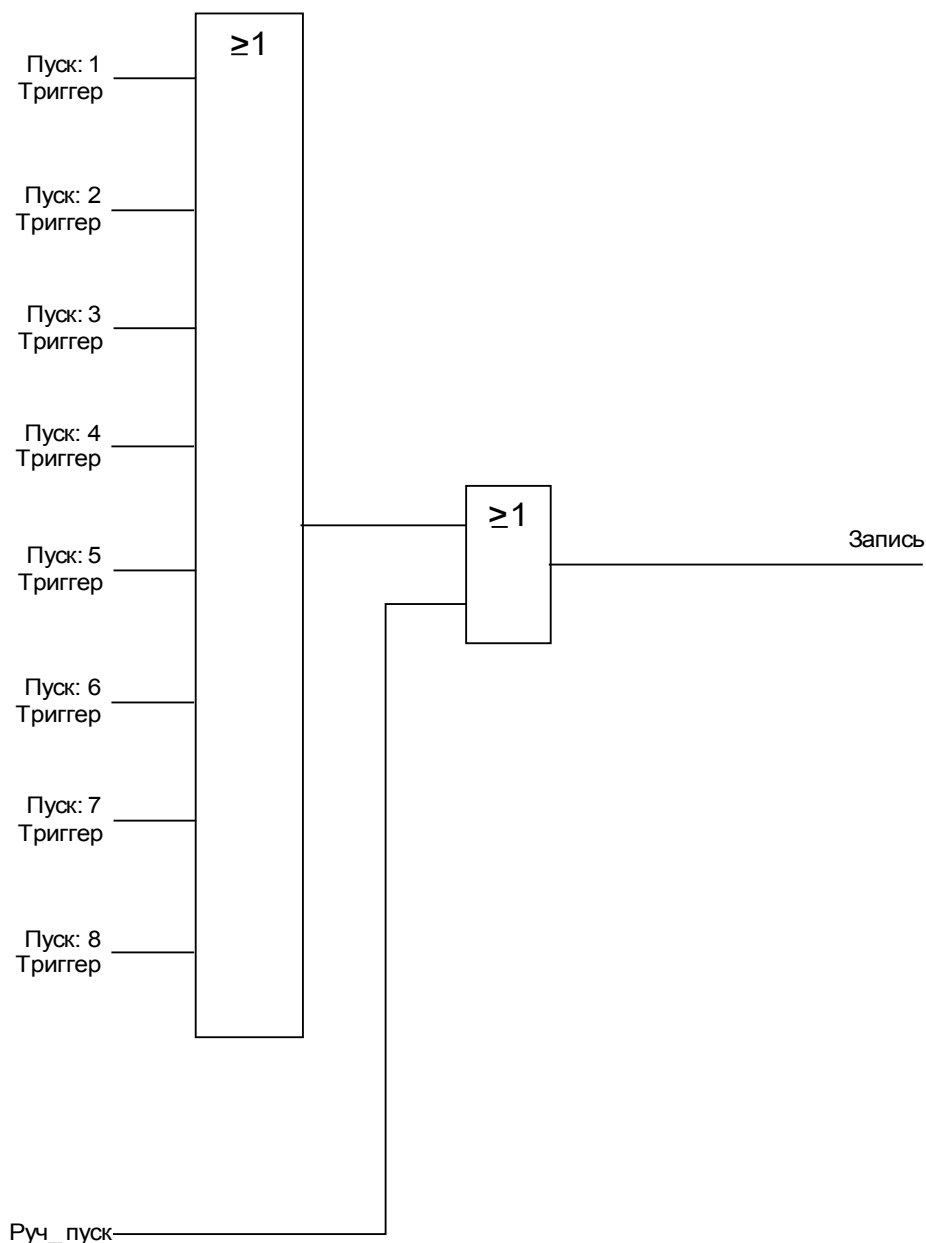 ≥1
Пуск: 1
Триггер
Пуск: 2
Триггер
Пуск: 3
Триггер
Пуск: 4
Триггер
Пуск: 5
Триггер
Пуск: 6
Триггер
Пуск: 7
Триггер
Пуск: 8
Триггер
≥1
Запись
Руч_пуск